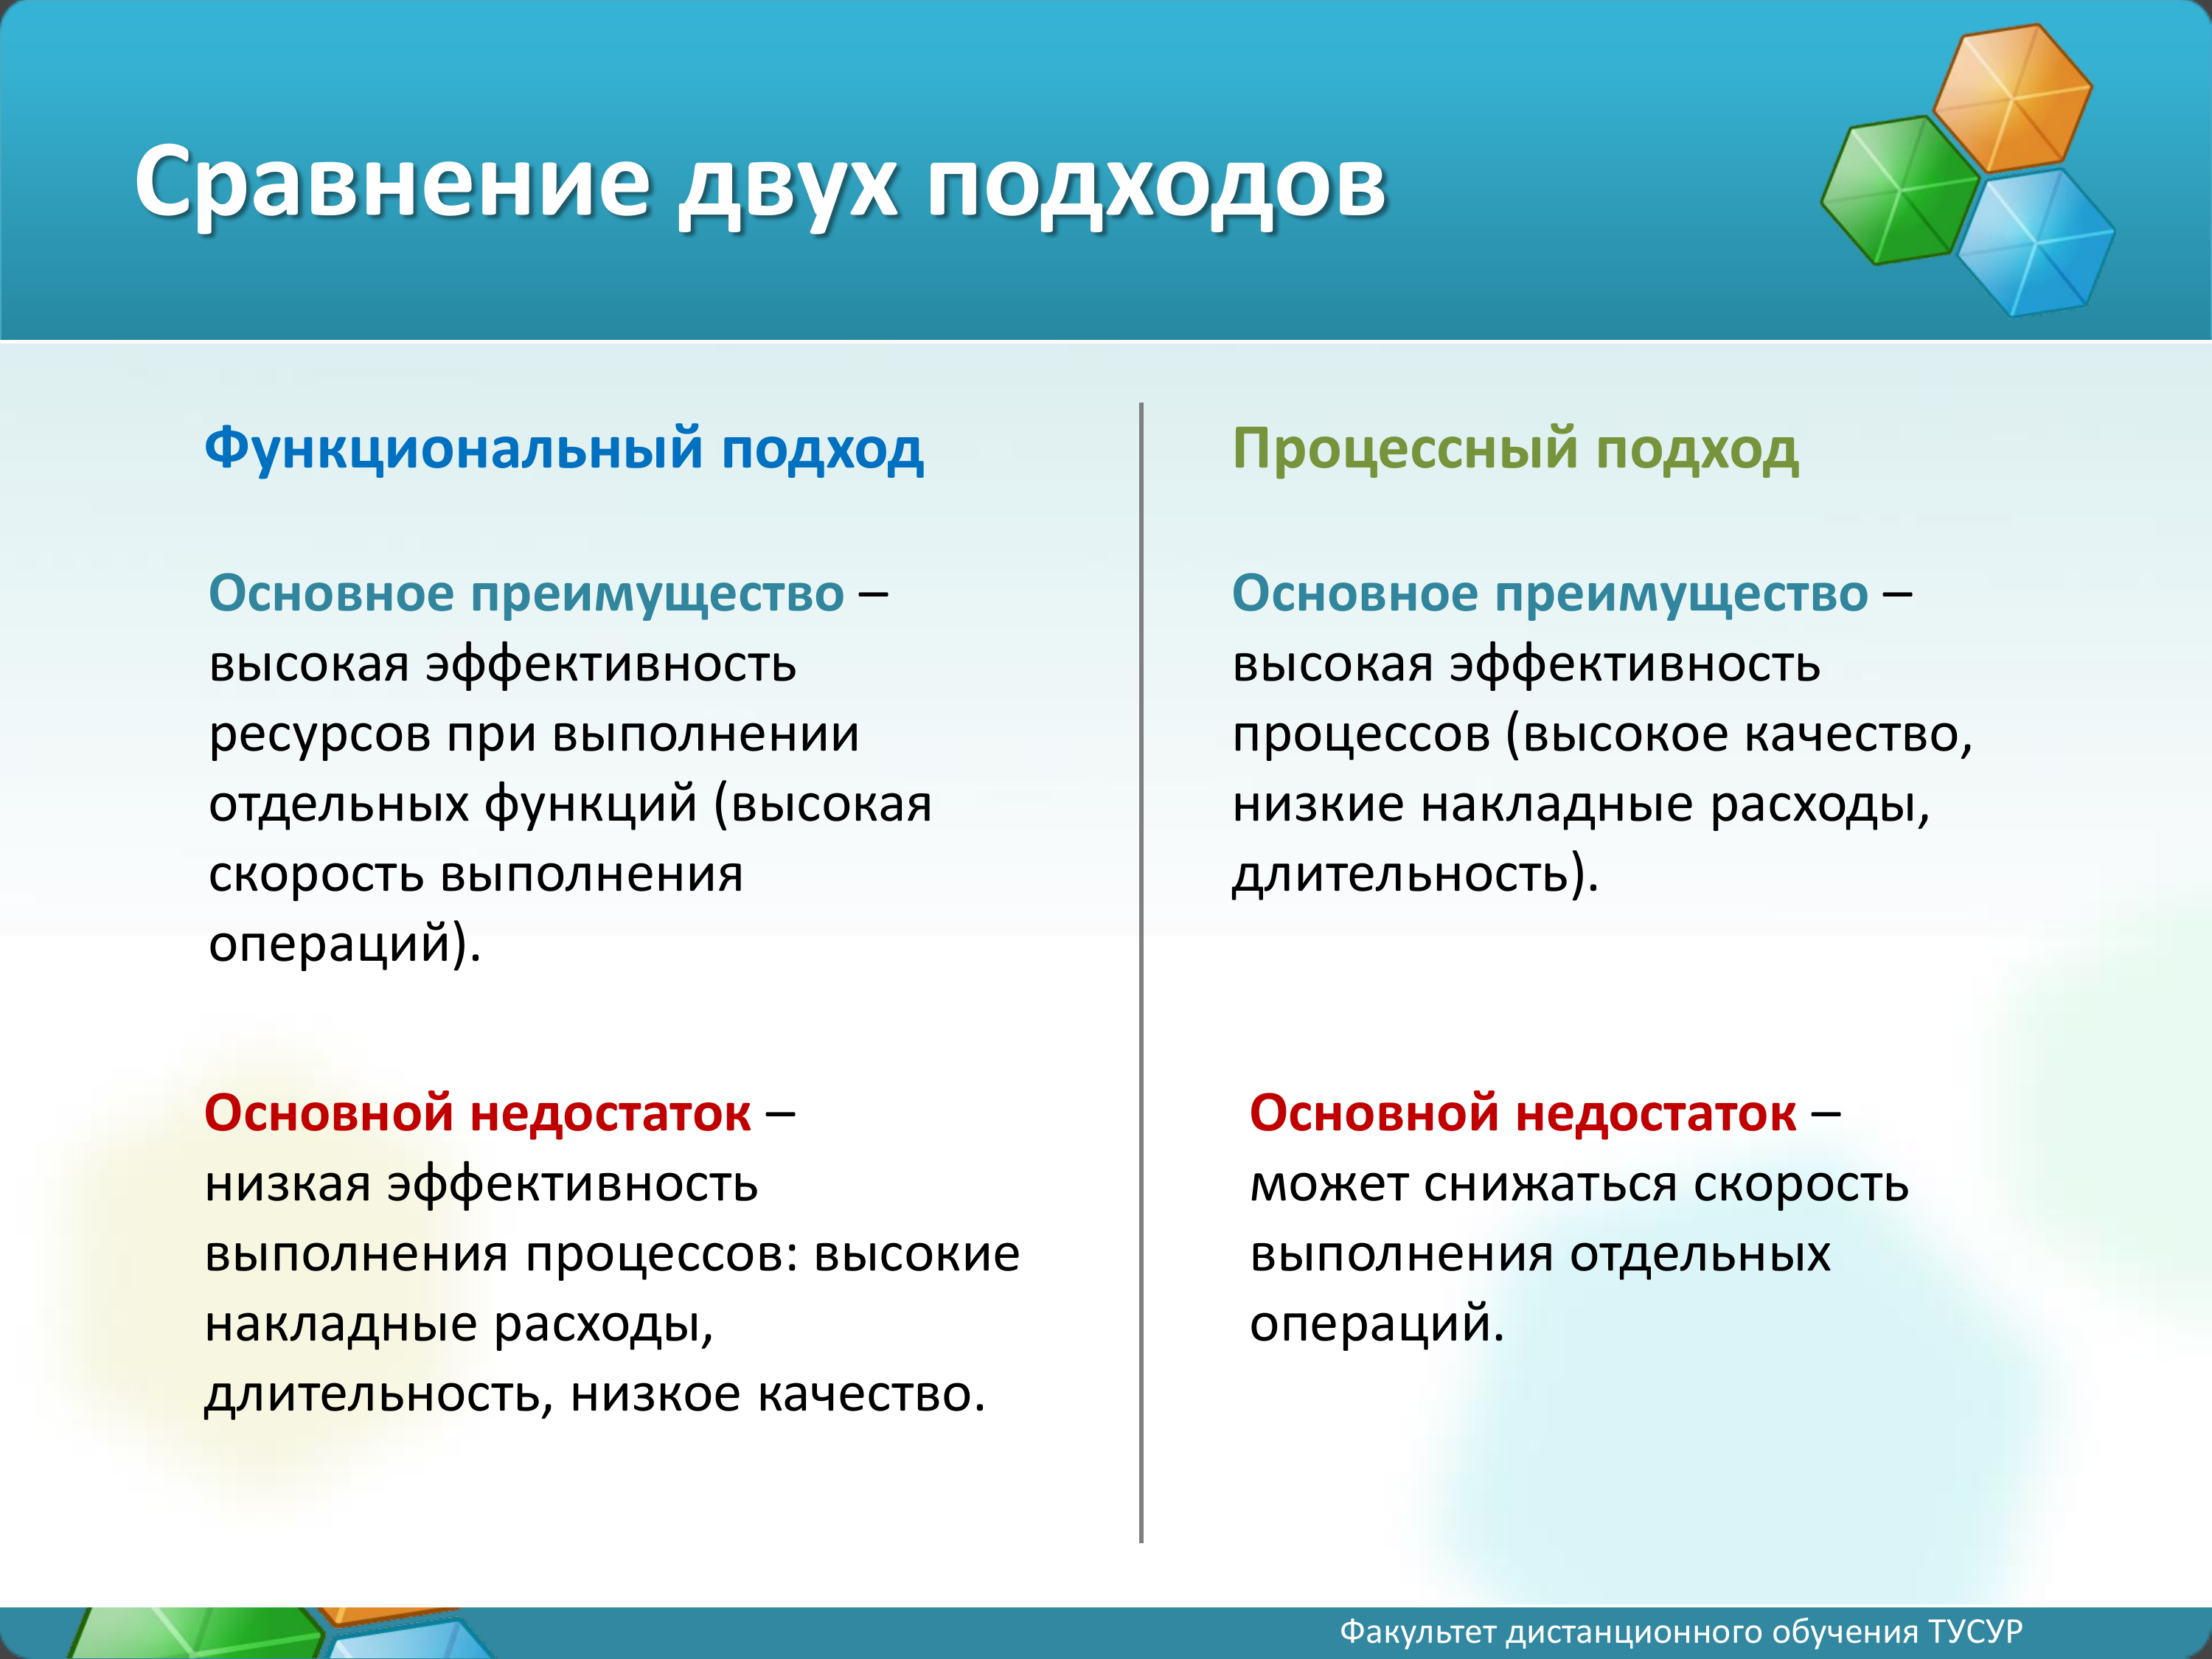 Сравнение двух подходов
Функциональный подход
Основное преимущество –
высокая эффективность
ресурсов при выполнении
отдельных функций (высокая
скорость выполнения
операций).
Основной недостаток –
низкая эффективность
выполнения процессов: высокие
накладные расходы,
длительность, низкое качество.
Процессный подход
Основное преимущество –
высокая эффективность
процессов (высокое качество,
низкие накладные расходы,
длительность).
Основной недостаток –
может снижаться скорость
выполнения отдельных
операций.
Факультет дистанционного обучения ТУСУР